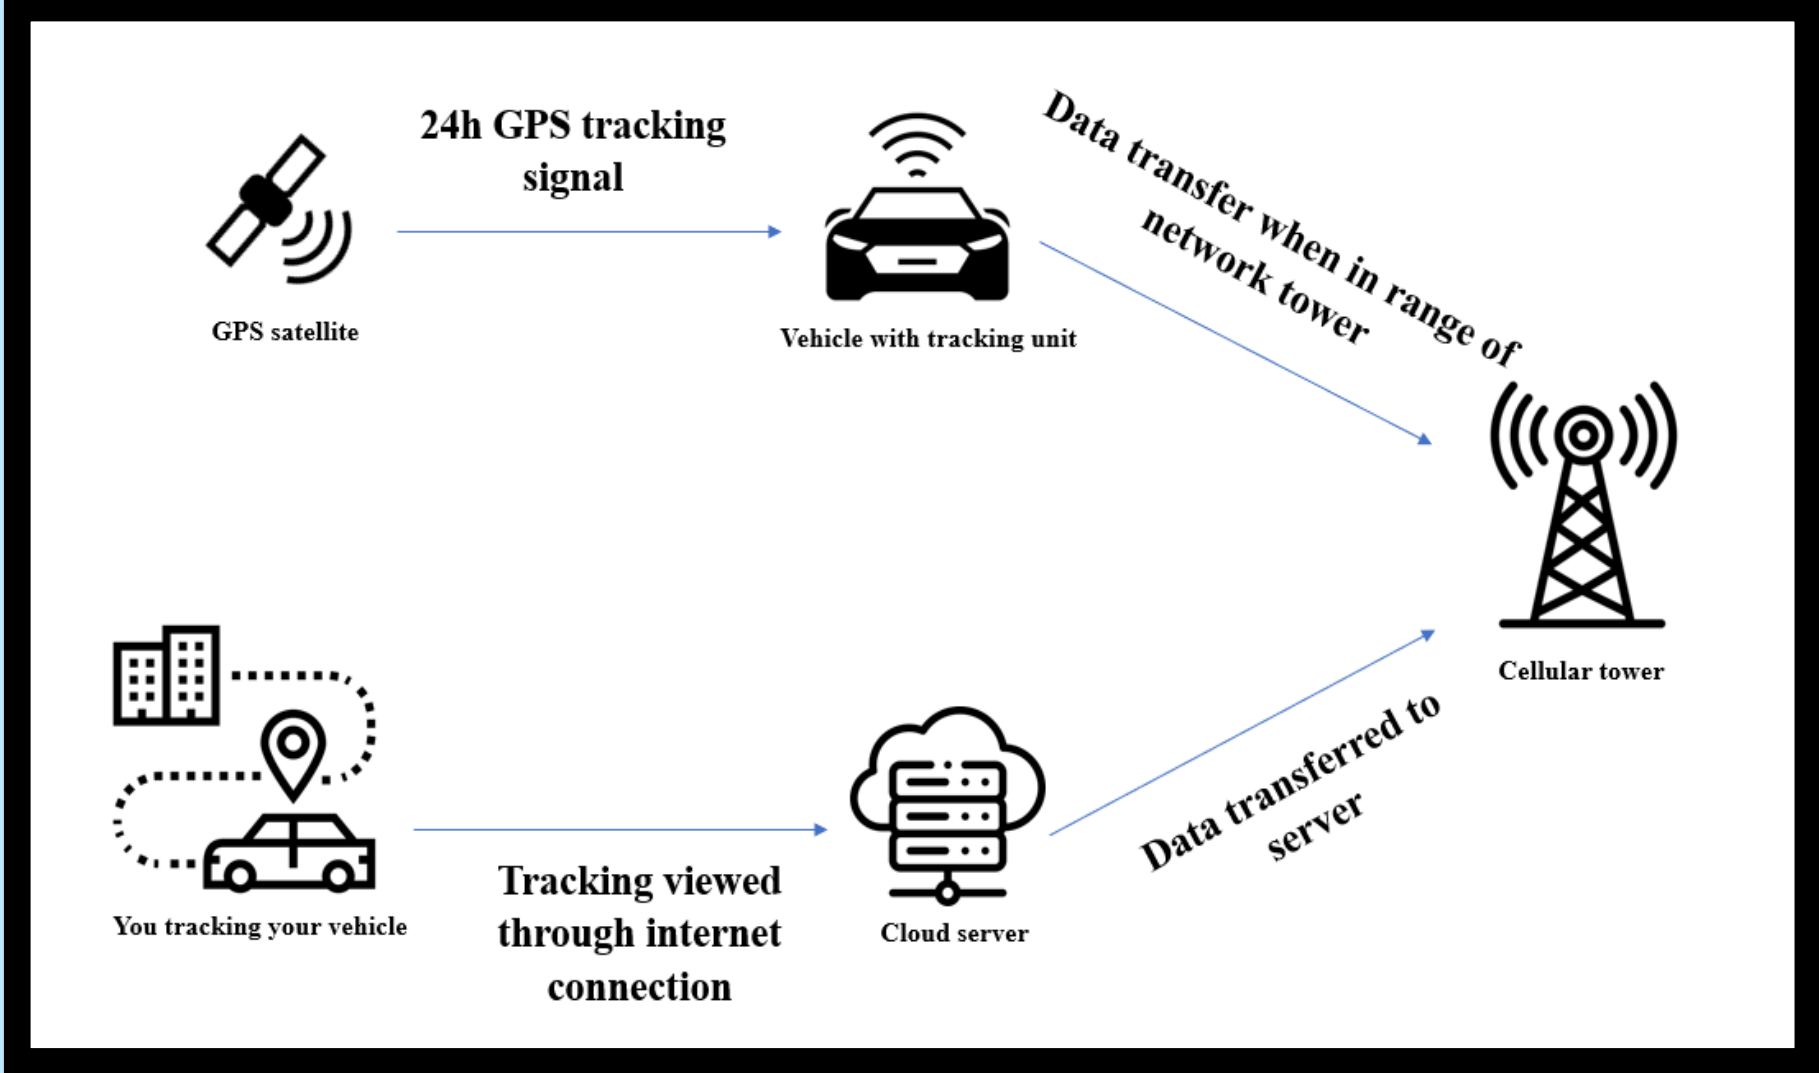 24h GPS tracking
signal
Data transfer when in range of
network tower
GPS satellite
Vehicle with tracking unit
Cellular tower
Data transferred to
server
You tracking your vehicle
Tracking viewed
through internet
connection
Cloud server